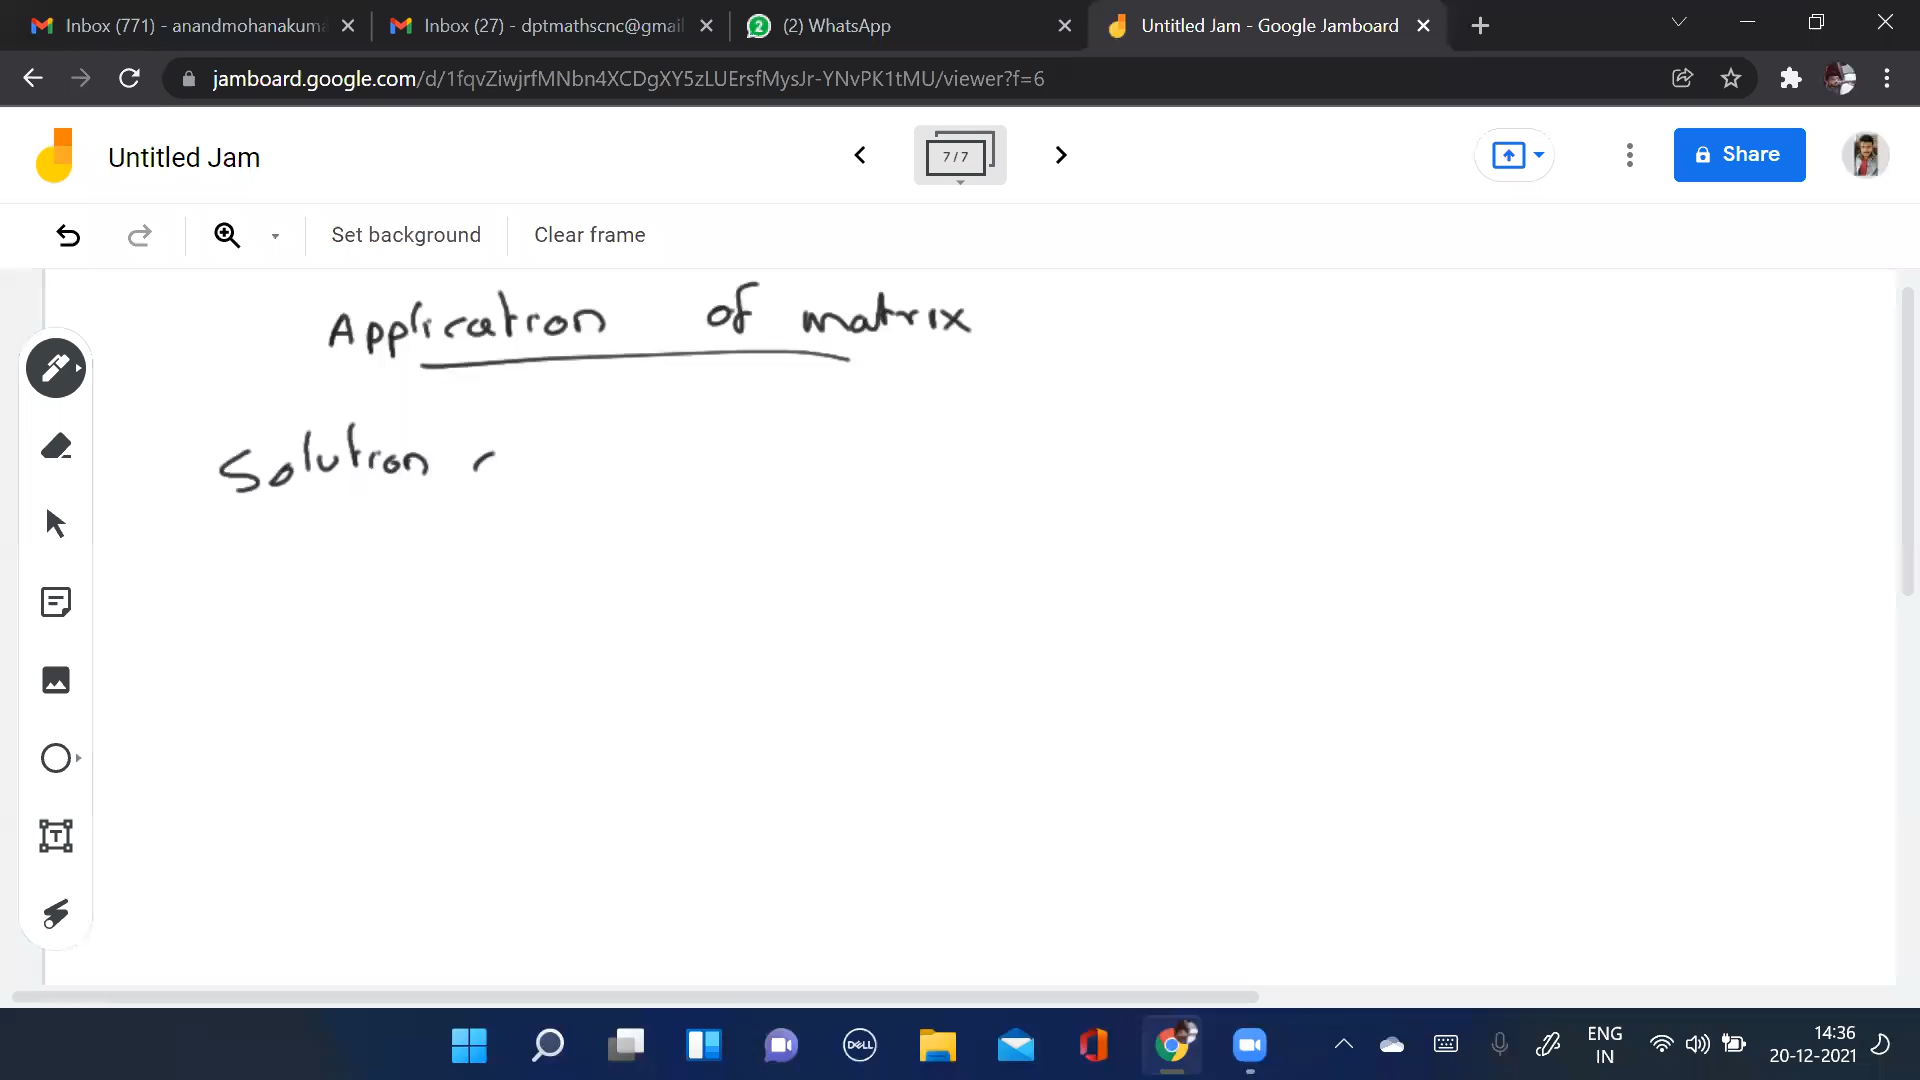 Inbox (771) - anandmohanakuma
Inbox (27) - dptmathscnc@gmail
(2) WhatsApp
Untitled Jam - Google Jamboard
jamboard.google.com/d/1fqvZiwjrfMNbn4XCDgXY5zLUErsfMysJr-YNvPK1tMU/viewer?f=6
Untitled Jam
7 / 7
Share
Set background
Clear frame
Application of matrix
Solution
T
DELL
ENG
IN
14:36
20-12-2021